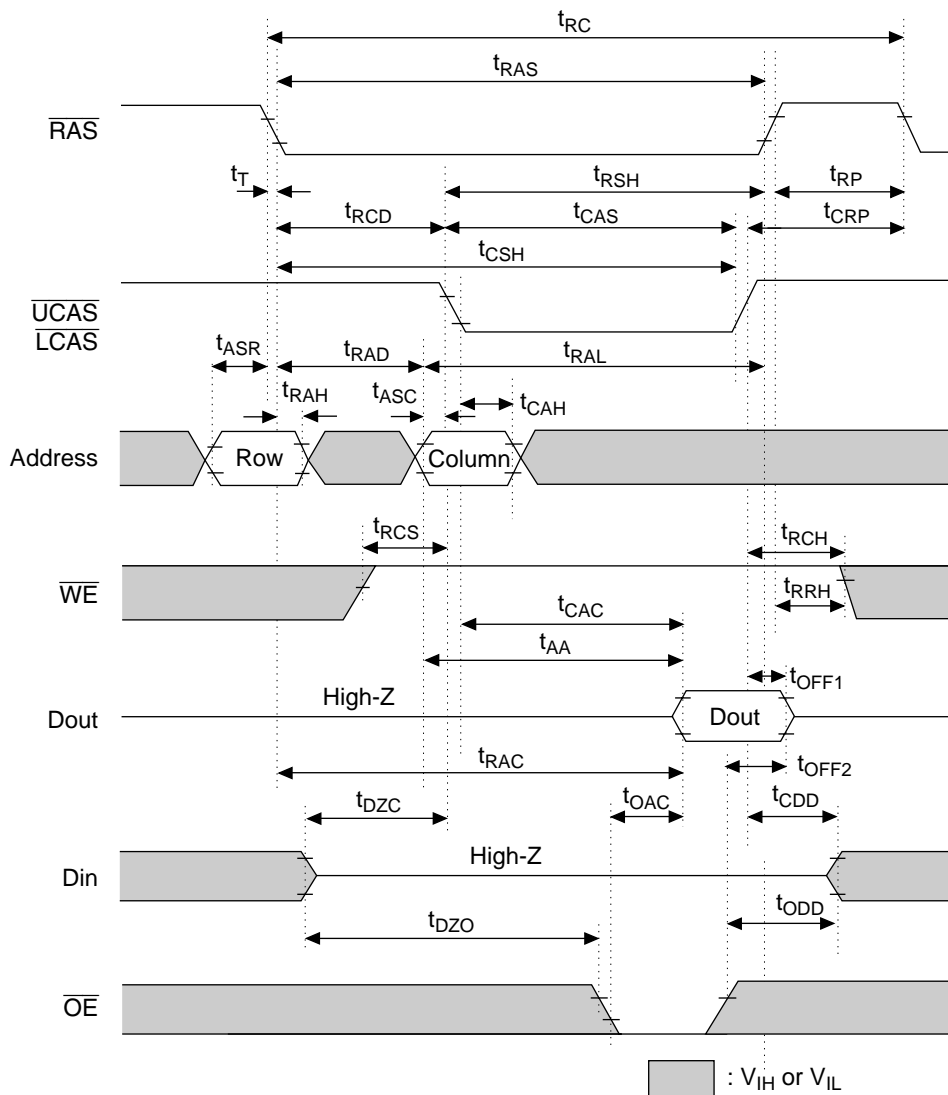 tRC
tRAS
RAS
tT
tRSH
tRP
tRCD
tCAS
tCRP
tCSH
UCAS
LCAS
tASR
tRAD
tRAL
tRAH
tASC
tCAH
Address
Row
Column
tRCS
tRCH
WE
tRRH
tCAC
tAA
tOFF1
High-Z
Dout
Dout
tRAC
tOFF2
tDZC
tOAC
tCDD
High-Z
Din
tODD
tDZO
OE
: VIH or VIL